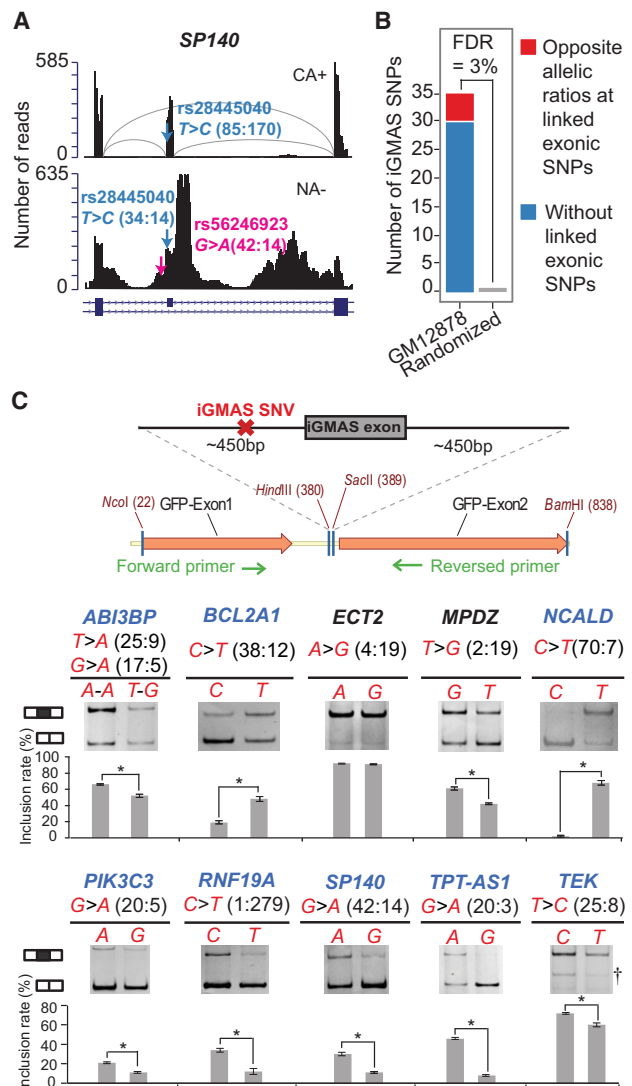 A
SP140
585
CA+
rs28445040
T>C (85:170)
0
635
NA-
rs28445040
T>C (34:14)
rs56246923
G>A(42:14)
0
Number of reads
B
FDR
= 3%
35
30
25
20
15
10
5
0
Number of iGMAS SNPs
GM12878
Randomized
Opposite
allelic
ratios at
linked
exonic
SNPs
Without
linked
exonic
SNPs
C
iGMAS SNV
iGMAS exon
~450bp
~450bp
NcoI (22)
GFP-Exon1
HindIII (380)
SacII (389)
GFP-Exon2
BamHI (838)
Forward primer
Reversed primer
ABI3BP
BCL2A1
ECT2
MPDZ
NCALD
T>A (25:9)
G>A (17:5)
C>T (38:12)
A>G (4:19)
T>G (2:19)
C>T(70:7)
A-A T-G
C T
A G
G T
C T
Inclusion rate (%)
100
80
60
40
20
0
* * * *
PIK3C3
RNF19A
SP140
TPT-AS1
TEK
G>A (20:5)
C>T (1:279)
G>A (42:14)
G>A (20:3)
T>C (25:8)
A G
C T
A G
A G
C T
†
Inclusion rate (%)
80
60
40
20
0
* * * * *